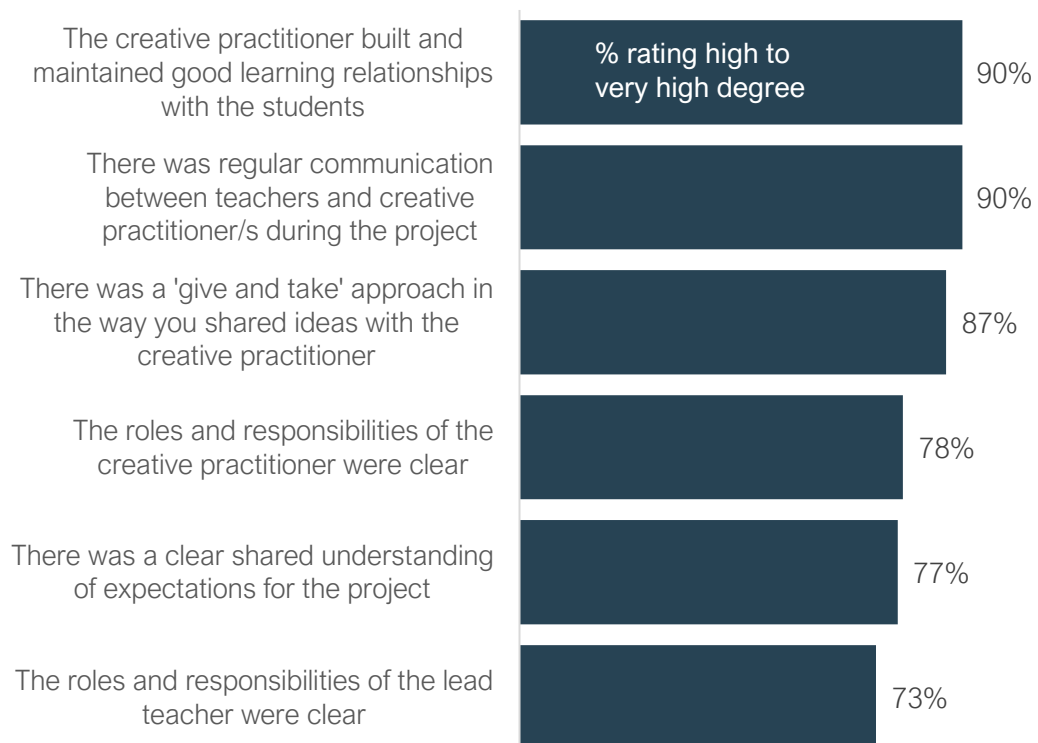 The creative practitioner built and
maintained good learning relationships
with the students
% rating high to
very high degree
90%
There was regular communication
between teachers and creative
practitioner/s during the project
90%
There was a 'give and take' approach in
the way you shared ideas with the
creative practitioner
87%
The roles and responsibilities of the
creative practitioner were clear
78%
There was a clear shared understanding
of expectations for the project
77%
The roles and responsibilities of the lead
teacher were clear
73%